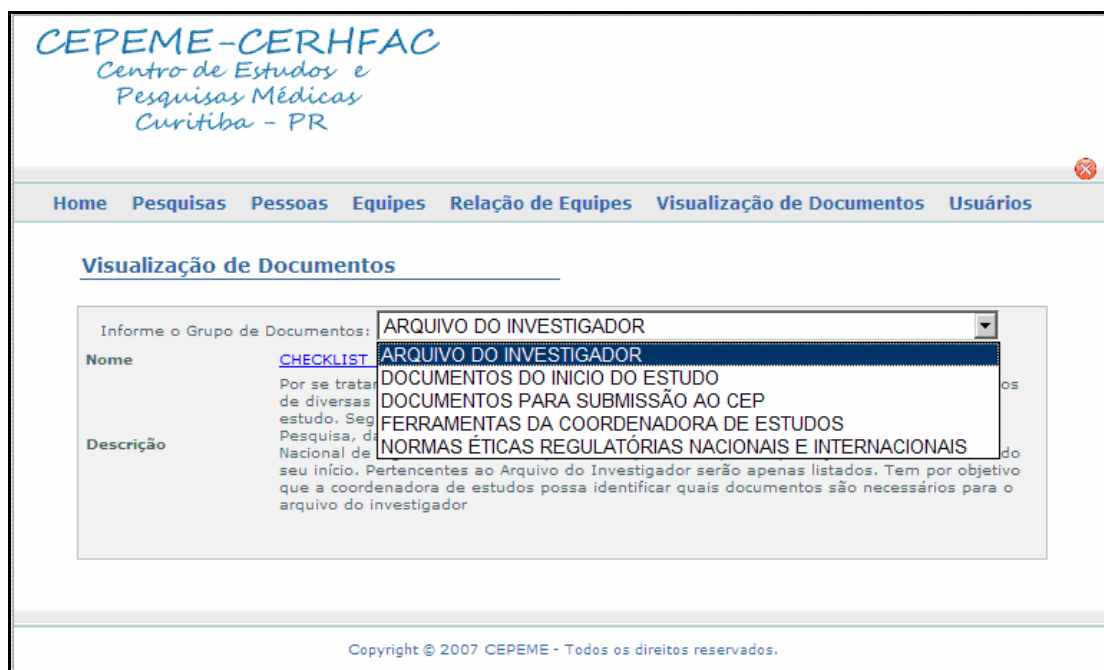 CEPEME-CERHFAC
Centro de Estudos e
Pesquisas Médicas
Curitiba - PR
Home Pesquisas Pessoas Equipes Relação de Equipes Visualização de Documentos Usuários
Visualização de Documentos
Informe o Grupo de Documentos: ARQUIVO DO INVESTIGADOR
ARQUIVO DO INVESTIGADOR
DOCUMENTOS DO INICIO DO ESTUDO
DOCUMENTOS PARA SUBMISSÃO AO CEP
FERRAMENTAS DA COORDENADORA DE ESTUDOS
NORMAS ÉTICAS REGULATÓRIAS NACIONAIS E INTERNACIONAIS
Nome CHECKLIST
Descrição
Por se tratar
de diversas
estudo. Seg
Pesquisa, da
Nacional de
seu início. Pertencentes ao Arquivo do Investigador serão apenas listados. Tem por objetivo
que a coordenadora de estudos possa identificar quais documentos são necessários para o
arquivo do investigador
Copyright © 2007 CEPEME - Todos os direitos reservados.